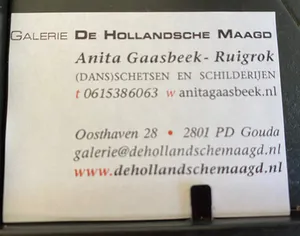 GALERIE DE HOLLANDSCHE MAAGD
Anita Gaasbeek- Ruigrok
(DANS)SCHETSEN EN SCHILDERIJEN
t 0615386063 w anitagaasbeek.nl
Oosthaven 28 • 2801 PD Gouda
galerie@dehollandschemaagd.nl
www.dehollandschemaagd.nl